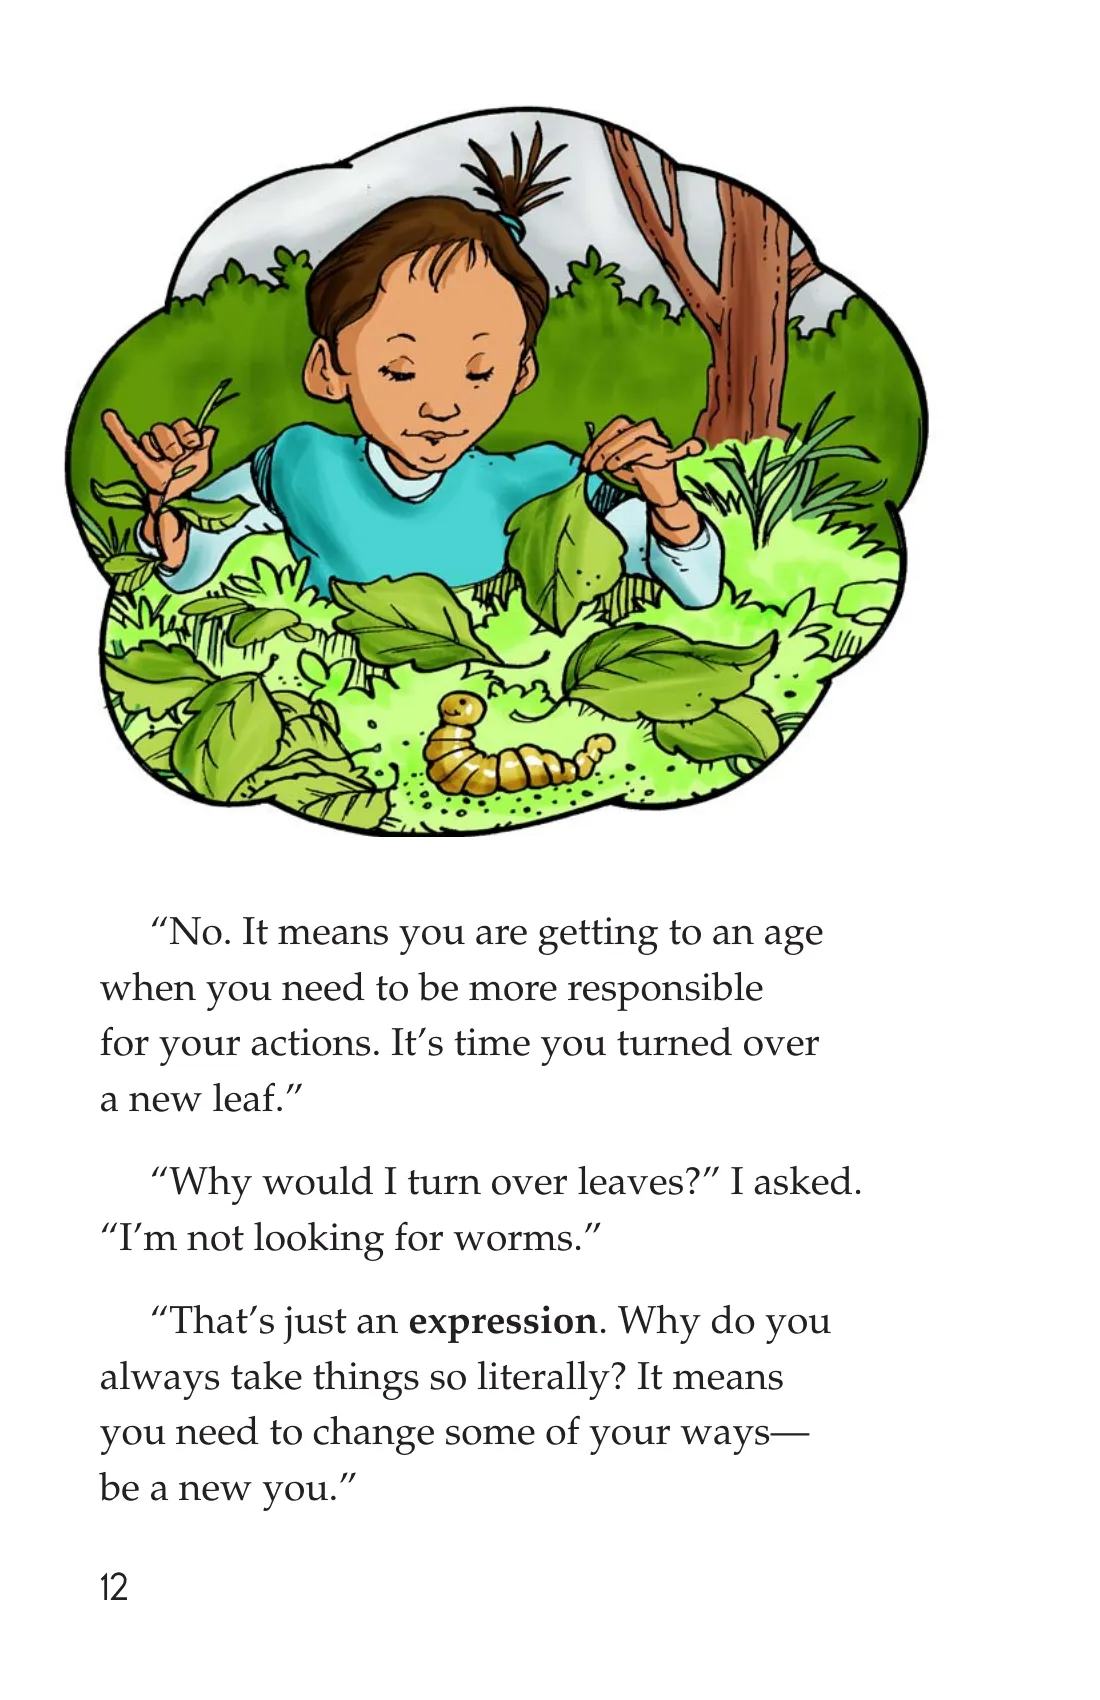 “No. It means you are getting to an age
when you need to be more responsible
for your actions. It’s time you turned over
a new leaf.”
“Why would I turn over leaves?” I asked.
“I’m not looking for worms.”
“That’s just an expression. Why do you
always take things so literally? It means
you need to change some of your ways—
be a new you.”
12